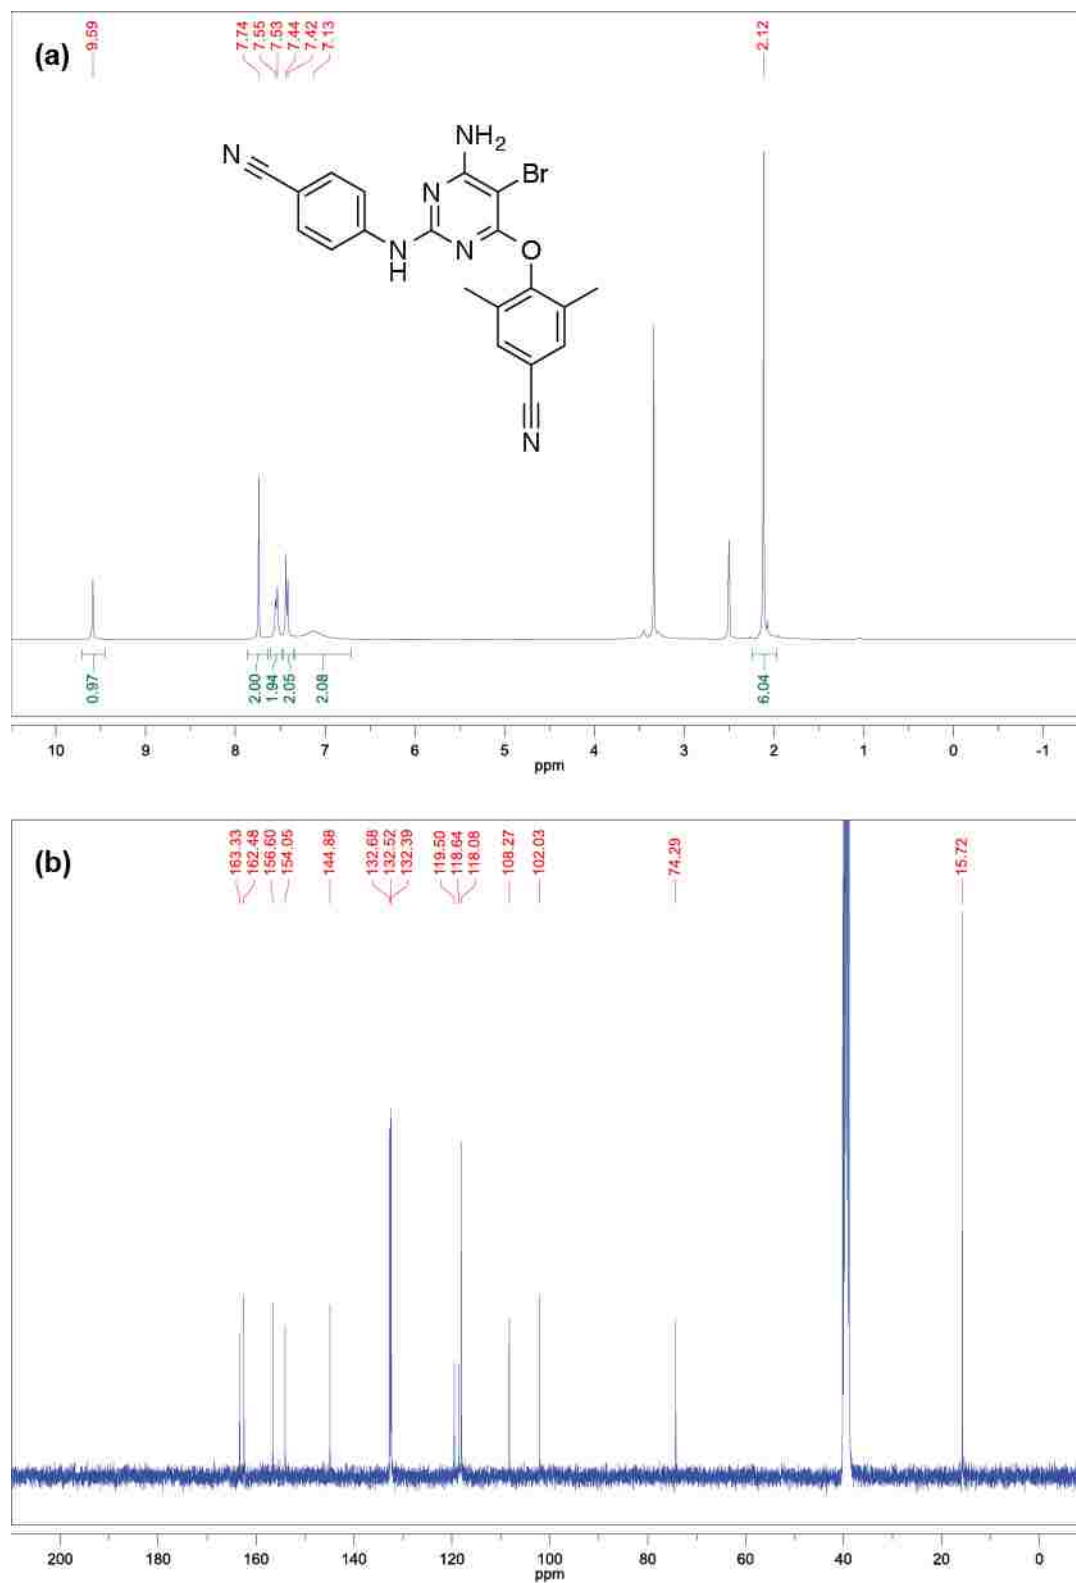 (a)
9.59
7.74
7.55
7.53
7.44
7.42
7.13
2.12
NH2
N
Br
N
N
H
N
O
N
0.97
2.00
1.94
2.05
2.08
6.04
10 9 8 7 6 5 4 3 2 1 0 -1
ppm
(b)
163.33
162.48
156.60
154.05
144.88
132.68
132.52
132.39
119.50
118.64
118.08
108.27
102.03
74.29
15.72
200 180 160 140 120 100 80 60 40 20 0
ppm